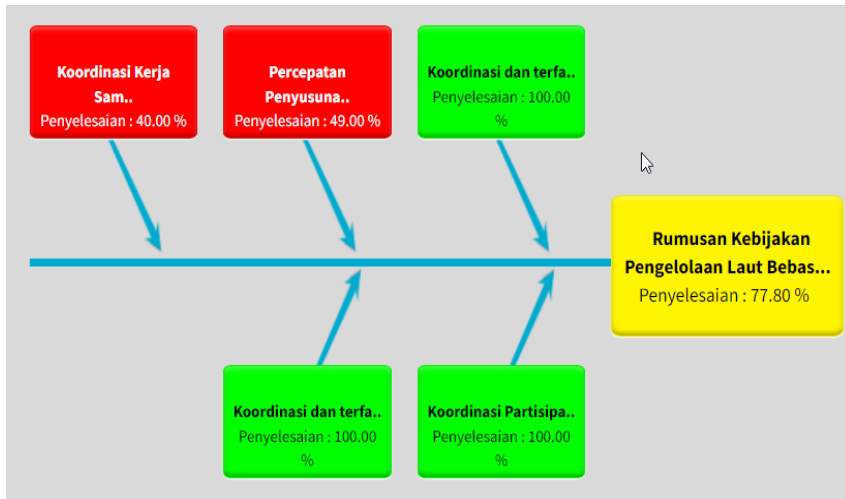 Koordinasi Kerja
Sam..
Penyelesaian : 40.00 %
Percepatan
Penyusuna..
Penyelesaian : 49.00 %
Koordinasi dan terfa..
Penyelesaian : 100.00
%
Rumusan Kebijakan
Pengelolaan Laut Bebas...
Penyelesaian : 77.80 %
Koordinasi dan terfa..
Penyelesaian : 100.00
%
Koordinasi Partisipa..
Penyelesaian : 100.00
%